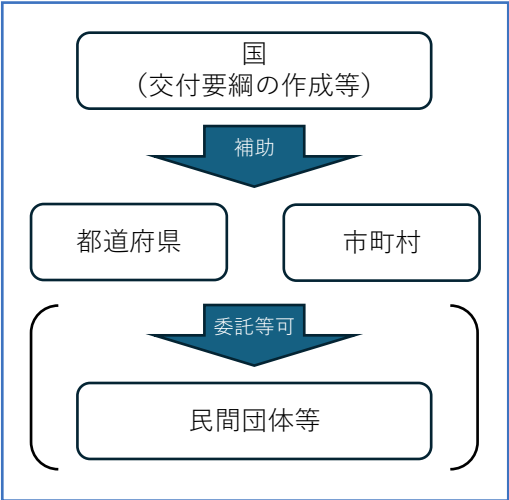 国
（交付要綱の作成等）
補助
都道府県
市町村
委託等可
民間団体等